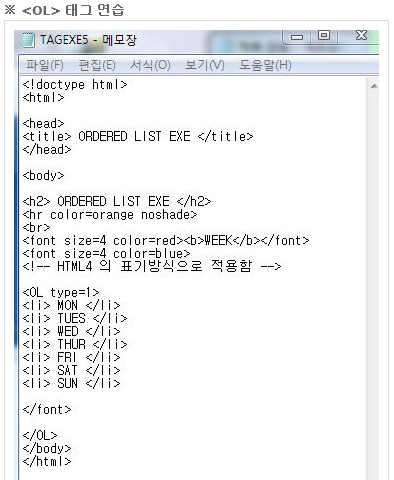 ※ <OL> 태그 연습
TAGEXE5 - 메모장
파일(F) 편집(E) 서식(O) 보기(V) 도움말(H)
<!doctype html>
<html>
<head>
<title> ORDERED LIST EXE </title>
</head>
<body>
<h2> ORDERED LIST EXE </h2>
<hr color=orange noshade>
<br>
<font size=4 color=red><b>WEEK</b></font>
<font size=4 color=blue>
<!-- HTML4 의 표기방식으로 적용함 -->
<OL type=1>
<li> MON </li>
<li> TUES </li>
<li> WED </li>
<li> THUR </li>
<li> FRI </li>
<li> SAT </li>
<li> SUN </li>
</font>
</OL>
</body>
</html>